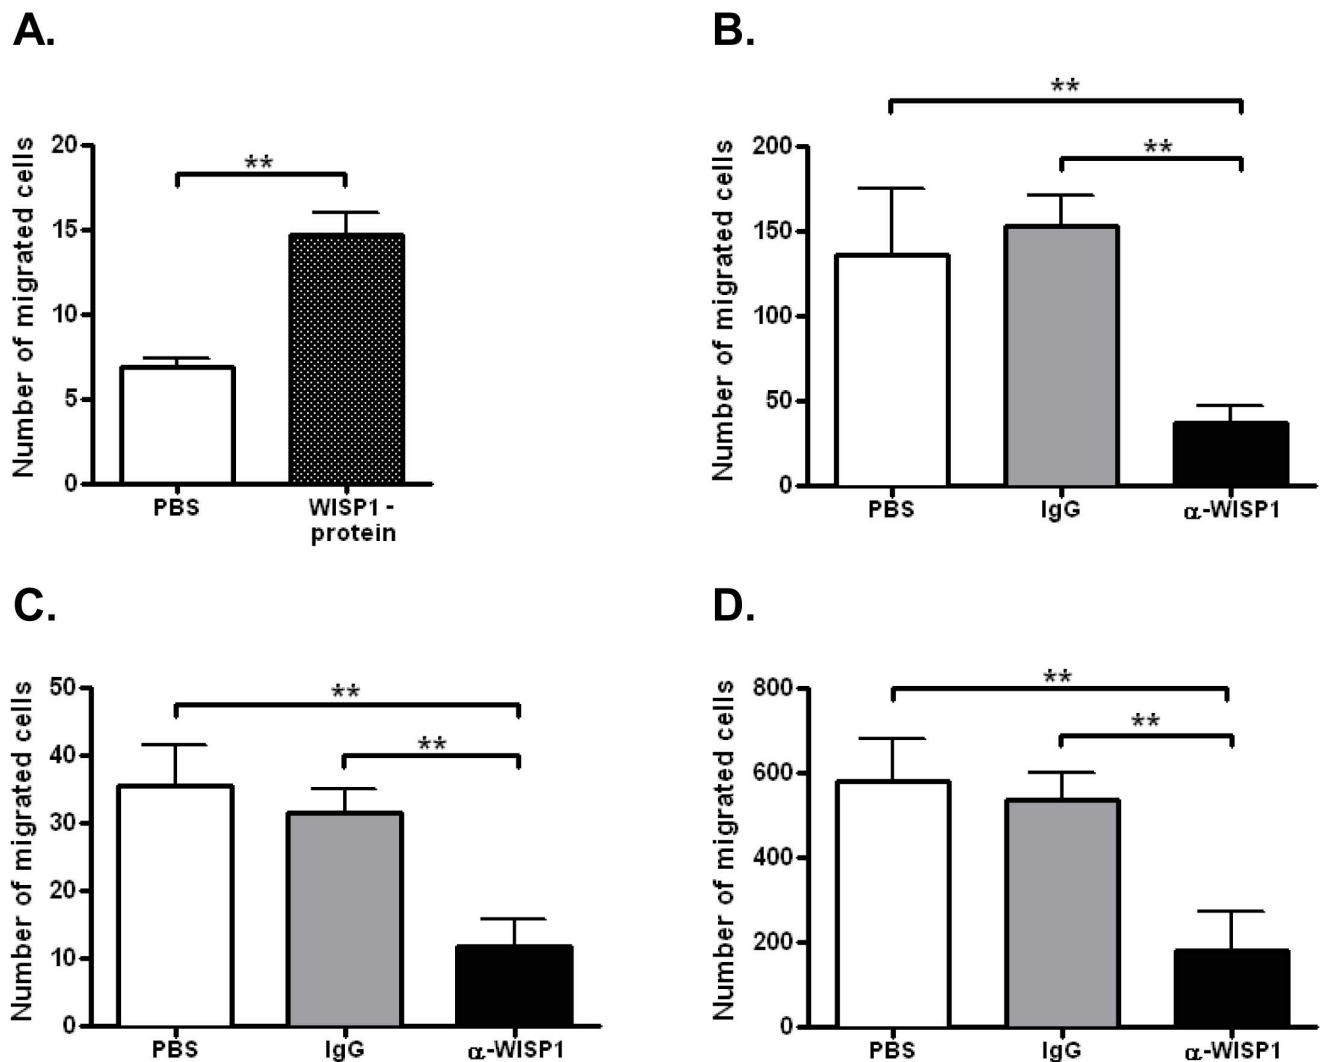 A.
Number of migrated cells
20
15
10
5
0
**
PBS
WISP1 -
protein
B.
Number of migrated cells
200
150
100
50
0
**
**
PBS
IgG
α-WISP1
C.
Number of migrated cells
50
40
30
20
10
0
**
**
PBS
IgG
α-WISP1
D.
Number of migrated cells
800
600
400
200
0
**
**
PBS
IgG
α-WISP1